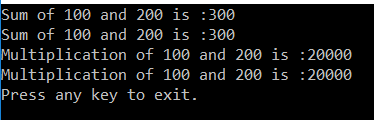 Sum of 100 and 200 is :300
Sum of 100 and 200 is :300
Multiplication of 100 and 200 is :20000
Multiplication of 100 and 200 is :20000
Press any key to exit.